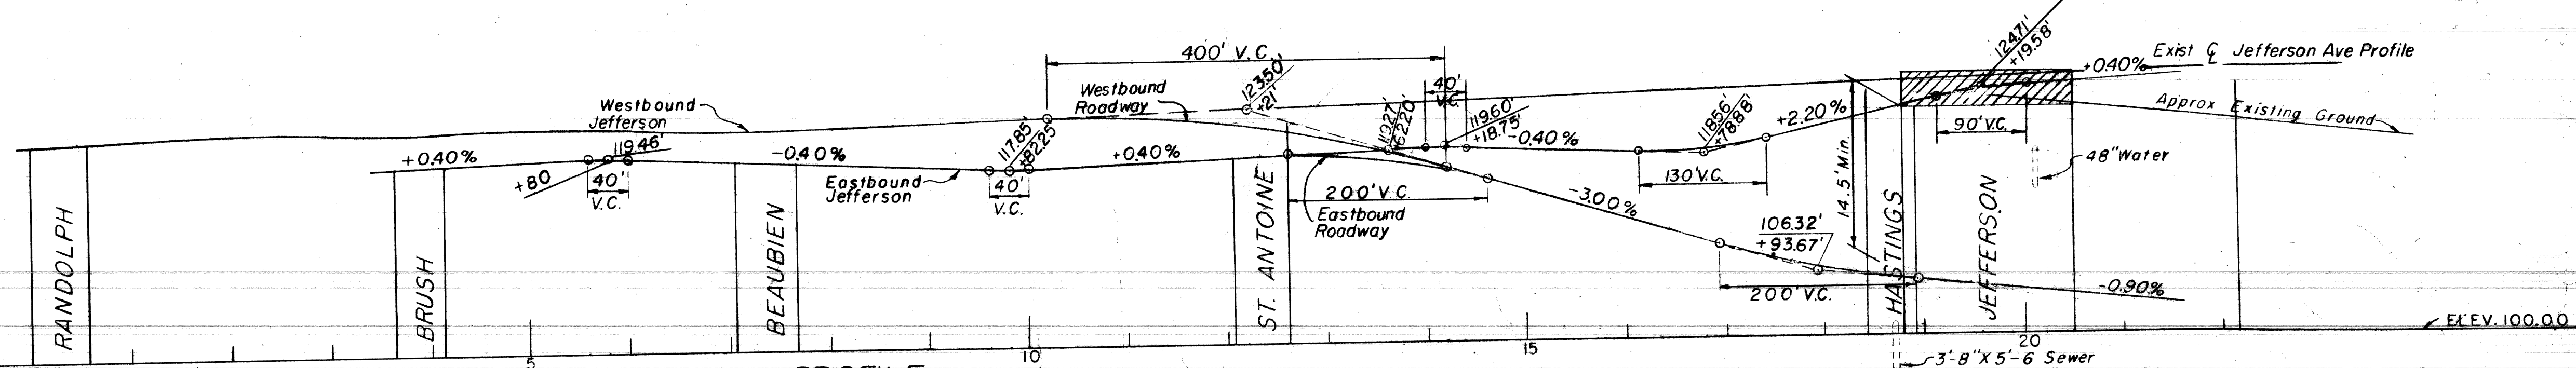 400' V.C.
123.50'
+21'
Westbound
Roadway
Westbound
Jefferson
40'
V.C.
119.27'
+62.20'
119.60'
+18.75'
-0.40%
118.56'
+78.88'
+2.20%
124.71'
+19.58'
+0.40%
Exist ℄ Jefferson Ave Profile
Approx Existing Ground
90' V.C.
48" Water
+0.40%
119.46'
+80
40'
V.C.
-0.40%
Eastbound
Jefferson
117.85'
+82.25
40'
V.C.
+0.40%
200' V.C.
Eastbound
Roadway
130' V.C.
-3.00%
14.5' Min.
106.32'
+93.67'
200' V.C.
-0.90%
RANDOLPH
BRUSH
BEAUBIEN
ST. ANTOINE
HASTINGS
JEFFERSON
ELEV. 100.00
5
10
15
20
3'-8" X 5'-6 Sewer